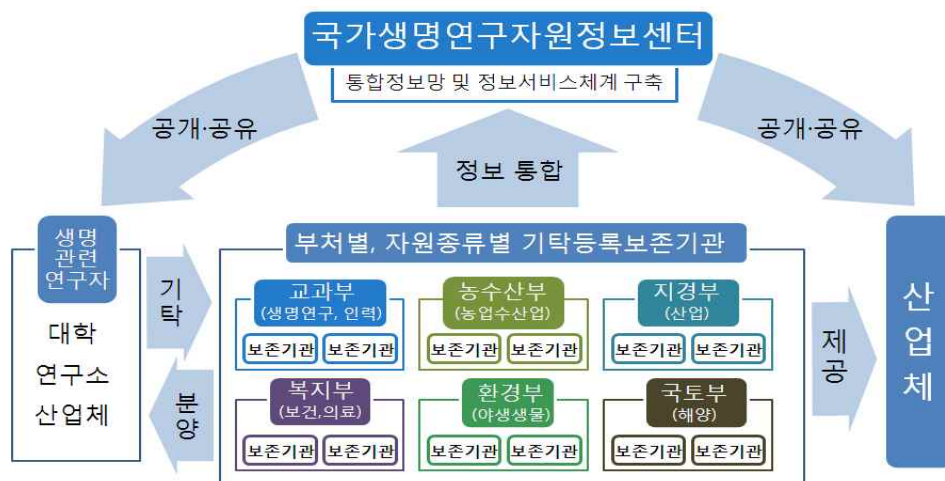 국가생명연구자원정보센터
통합정보망 및 정보서비스체계 구축
공개·공유
공개·공유
정보 통합
생명
관련
연구자
대학
연구소
산업체
기탁
분양
부처별, 자원종류별 기탁등록보존기관
교과부
(생명연구, 인력)
보존기관 보존기관
농수산부
(농업수산업)
보존기관 보존기관
지경부
(산업)
보존기관 보존기관
복지부
(보건,의료)
보존기관 보존기관
환경부
(야생생물)
보존기관 보존기관
국토부
(해양)
보존기관 보존기관
제공
산업체